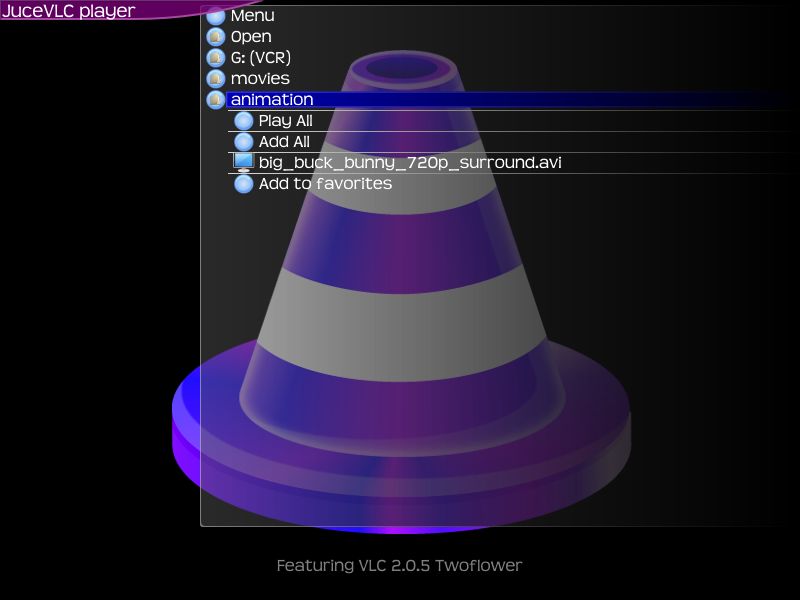 JuceVLC player
Menu
Open
G: (VCR)
movies
animation
Play All
Add All
big_buck_bunny_720p_surround.avi
Add to favorites
Featuring VLC 2.0.5 Twoflower